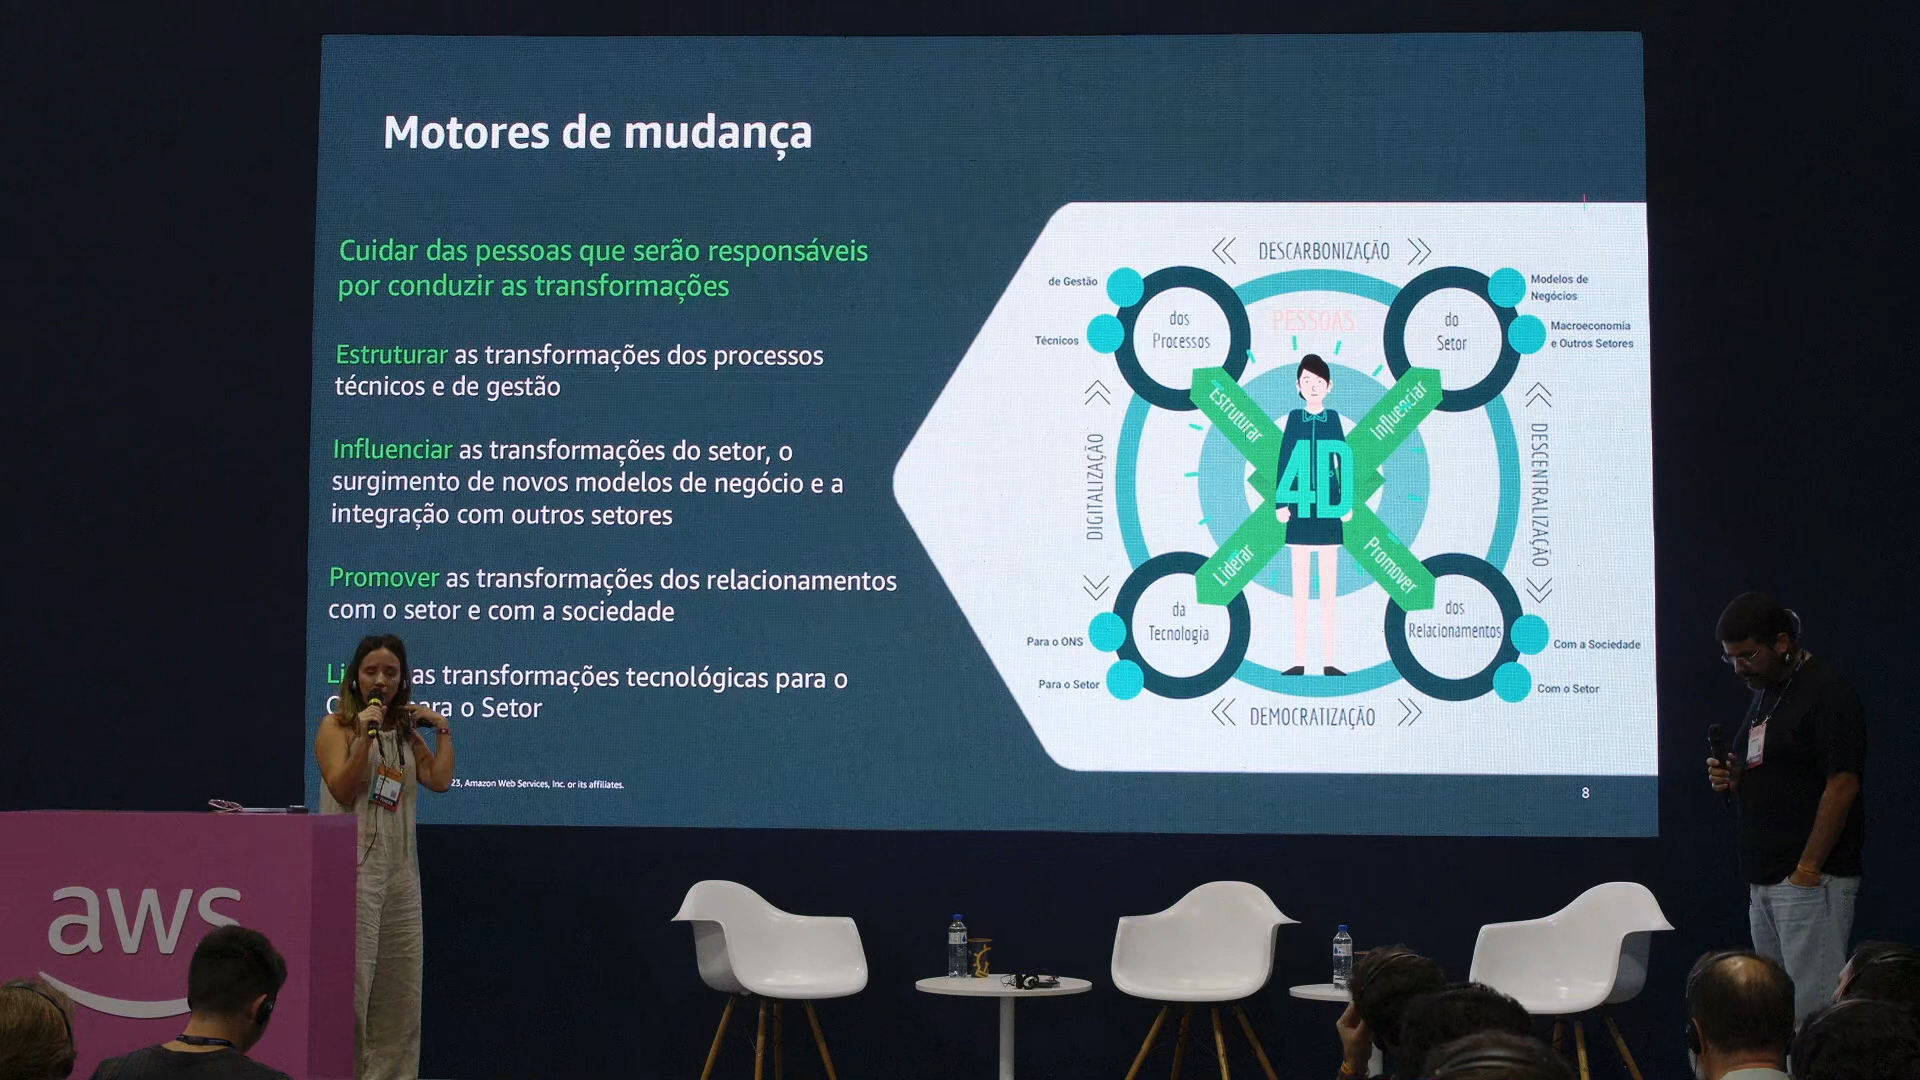 Motores de mudança
Cuidar das pessoas que serão responsáveis
por conduzir as transformações
Estruturar as transformações dos processos
técnicos e de gestão
Influenciar as transformações do setor, o
surgimento de novos modelos de negócio e a
integração com outros setores
Promover as transformações dos relacionamentos
com o setor e com a sociedade
as transformações tecnológicas para o
o Setor
23, Amazon Web Services, Inc. or its affiliates.
DESCARBONIZAÇÃO
de Gestão
Técnicos
dos
Processos
PESSOAS
do
Setor
Modelos de
Negócios
Macroeconomia
e Outros Setores
Estruturar
Influenciar
4D
DIGITALIZAÇÃO
DESCENTRALIZAÇÃO
Liderar
Promover
da
Tecnologia
dos
Relacionamentos
Para o ONS
Para o Setor
Com a Sociedade
Com o Setor
DEMOCRATIZAÇÃO
8
aws